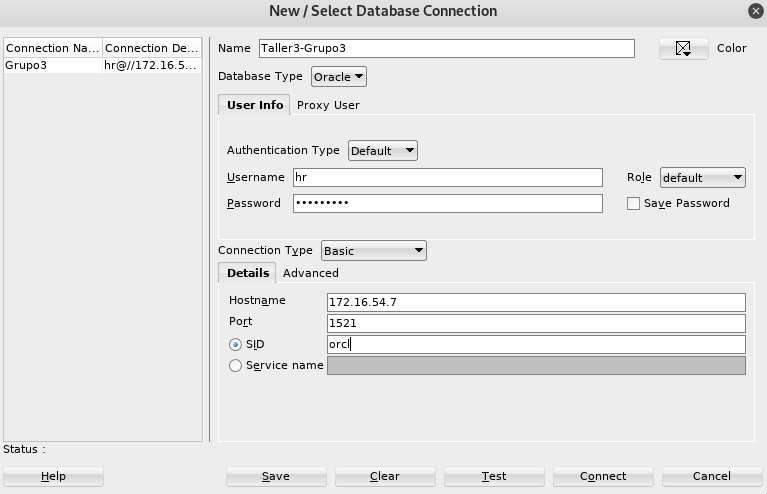 New / Select Database Connection
Connection Na... Connection De...
Grupo3 hr@//172.16.5...
Name Taller3-Grupo3 Color
Database Type Oracle
User Info Proxy User
Authentication Type Default
Username hr Role default
Password ••••••••• Save Password
Connection Type Basic
Details Advanced
Hostname 172.16.54.7
Port 1521
SID orcl
Service name
Status :
Help Save Clear Test Connect Cancel